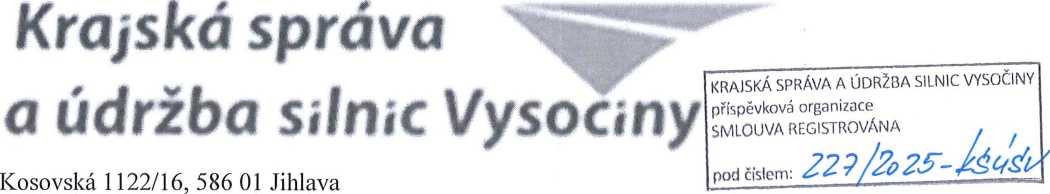 Krajská správa
a údržba silnic Vysočiny
KRAJSKÁ SPRÁVA A ÚDRŽBA SILNIC VYSOČINY
příspěvková organizace
SMLOUVA REGISTROVÁNA
pod číslem: 227/2025-KSÚSV
Kosovská 1122/16, 586 01 Jihlava